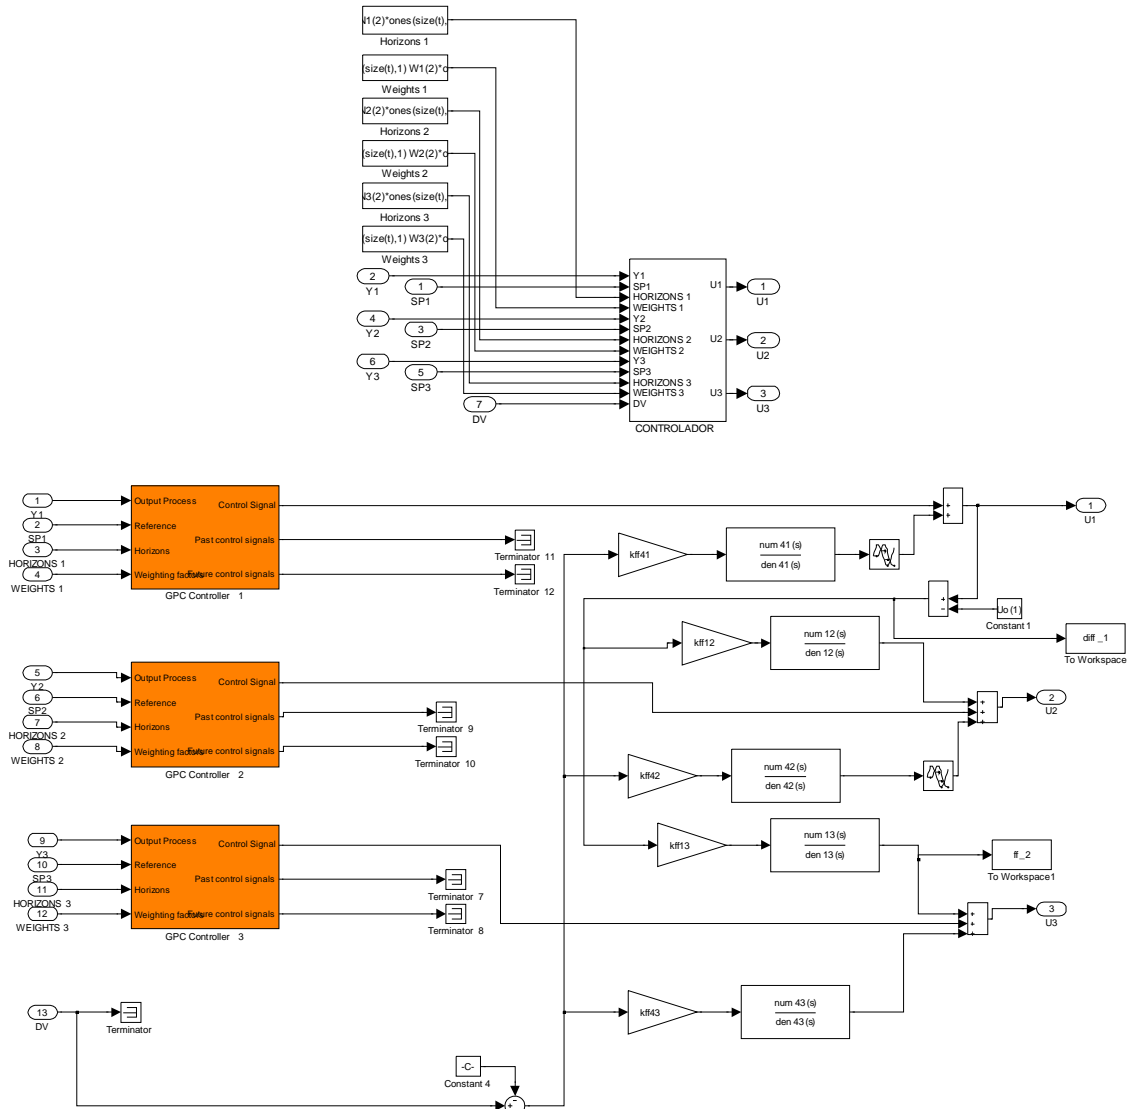 N1(2)*ones(size(t),
Horizons 1
(size(t),1) W1(2)*o
Weights 1
N2(2)*ones(size(t),
Horizons 2
(size(t),1) W2(2)*o
Weights 2
N3(2)*ones(size(t),
Horizons 3
(size(t),1) W3(2)*o
Weights 3
2
Y1
1
SP1
4
Y2
3
SP2
6
Y3
5
SP3
7
DV
Y1
SP1
HORIZONS 1
WEIGHTS 1
Y2
SP2
HORIZONS 2
WEIGHTS 2
Y3
SP3
HORIZONS 3
WEIGHTS 3
DV
U1
U2
U3
CONTROLADOR
1
U1
2
U2
3
U3
1
Y1
2
SP1
3
HORIZONS 1
4
WEIGHTS 1
Output Process
Reference
Horizons
Weighting factors
Control Signal
Past control signals
Future control signals
GPC Controller 1
Terminator 11
Terminator 12
kff41
num 41(s)
den 41(s)
+
+
1
U1
+
−
Uo(1)
Constant 1
diff _1
To Workspace
kff12
num 12(s)
den 12(s)
5
Y2
6
SP2
7
HORIZONS 2
8
WEIGHTS 2
Output Process
Reference
Horizons
Weighting factors
Control Signal
Past control signals
Future control signals
GPC Controller 2
Terminator 9
Terminator 10
+
+
+
2
U2
kff42
num 42(s)
den 42(s)
kff13
num 13(s)
den 13(s)
ff_2
To Workspace1
9
Y3
10
SP3
11
HORIZONS 3
12
WEIGHTS 3
Output Process
Reference
Horizons
Weighting factors
Control Signal
Past control signals
Future control signals
GPC Controller 3
Terminator 7
Terminator 8
+
+
+
3
U3
kff43
num 43(s)
den 43(s)
13
DV
Terminator
-C-
Constant 4
+
−